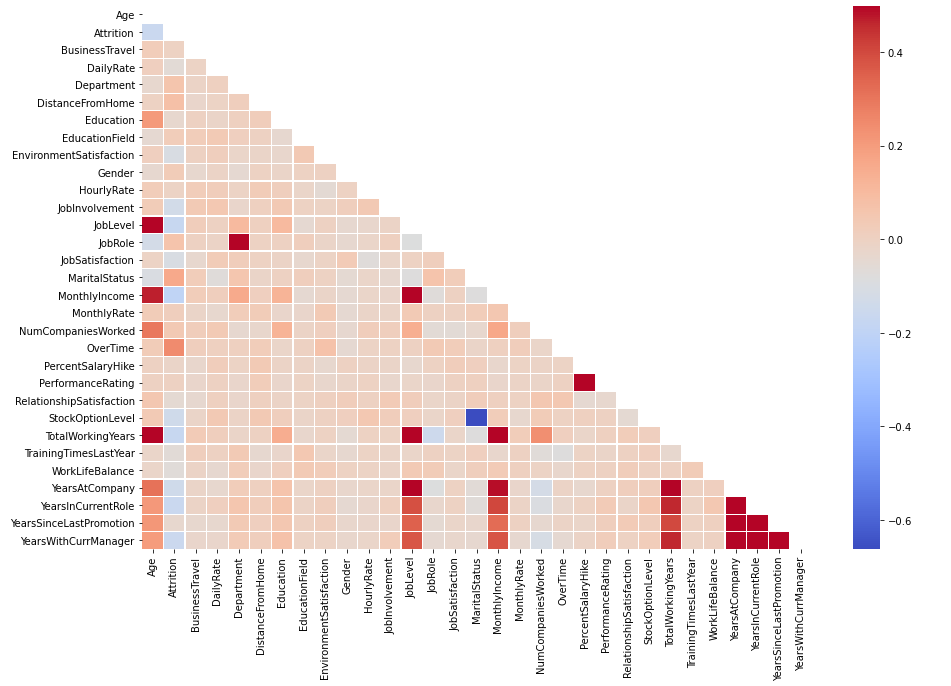 Age
Attrition
BusinessTravel
DailyRate
Department
DistanceFromHome
Education
EducationField
EnvironmentSatisfaction
Gender
HourlyRate
JobInvolvement
JobLevel
JobRole
JobSatisfaction
MaritalStatus
MonthlyIncome
MonthlyRate
NumCompaniesWorked
OverTime
PercentSalaryHike
PerformanceRating
RelationshipSatisfaction
StockOptionLevel
TotalWorkingYears
TrainingTimesLastYear
WorkLifeBalance
YearsAtCompany
YearsInCurrentRole
YearsSinceLastPromotion
YearsWithCurrManager
Age
Attrition
BusinessTravel
DailyRate
Department
DistanceFromHome
Education
EducationField
EnvironmentSatisfaction
Gender
HourlyRate
JobInvolvement
JobLevel
JobRole
JobSatisfaction
MaritalStatus
MonthlyIncome
MonthlyRate
NumCompaniesWorked
OverTime
PercentSalaryHike
PerformanceRating
RelationshipSatisfaction
StockOptionLevel
TotalWorkingYears
TrainingTimesLastYear
WorkLifeBalance
YearsAtCompany
YearsInCurrentRole
YearsSinceLastPromotion
YearsWithCurrManager
0.4
0.2
0.0
−0.2
−0.4
−0.6